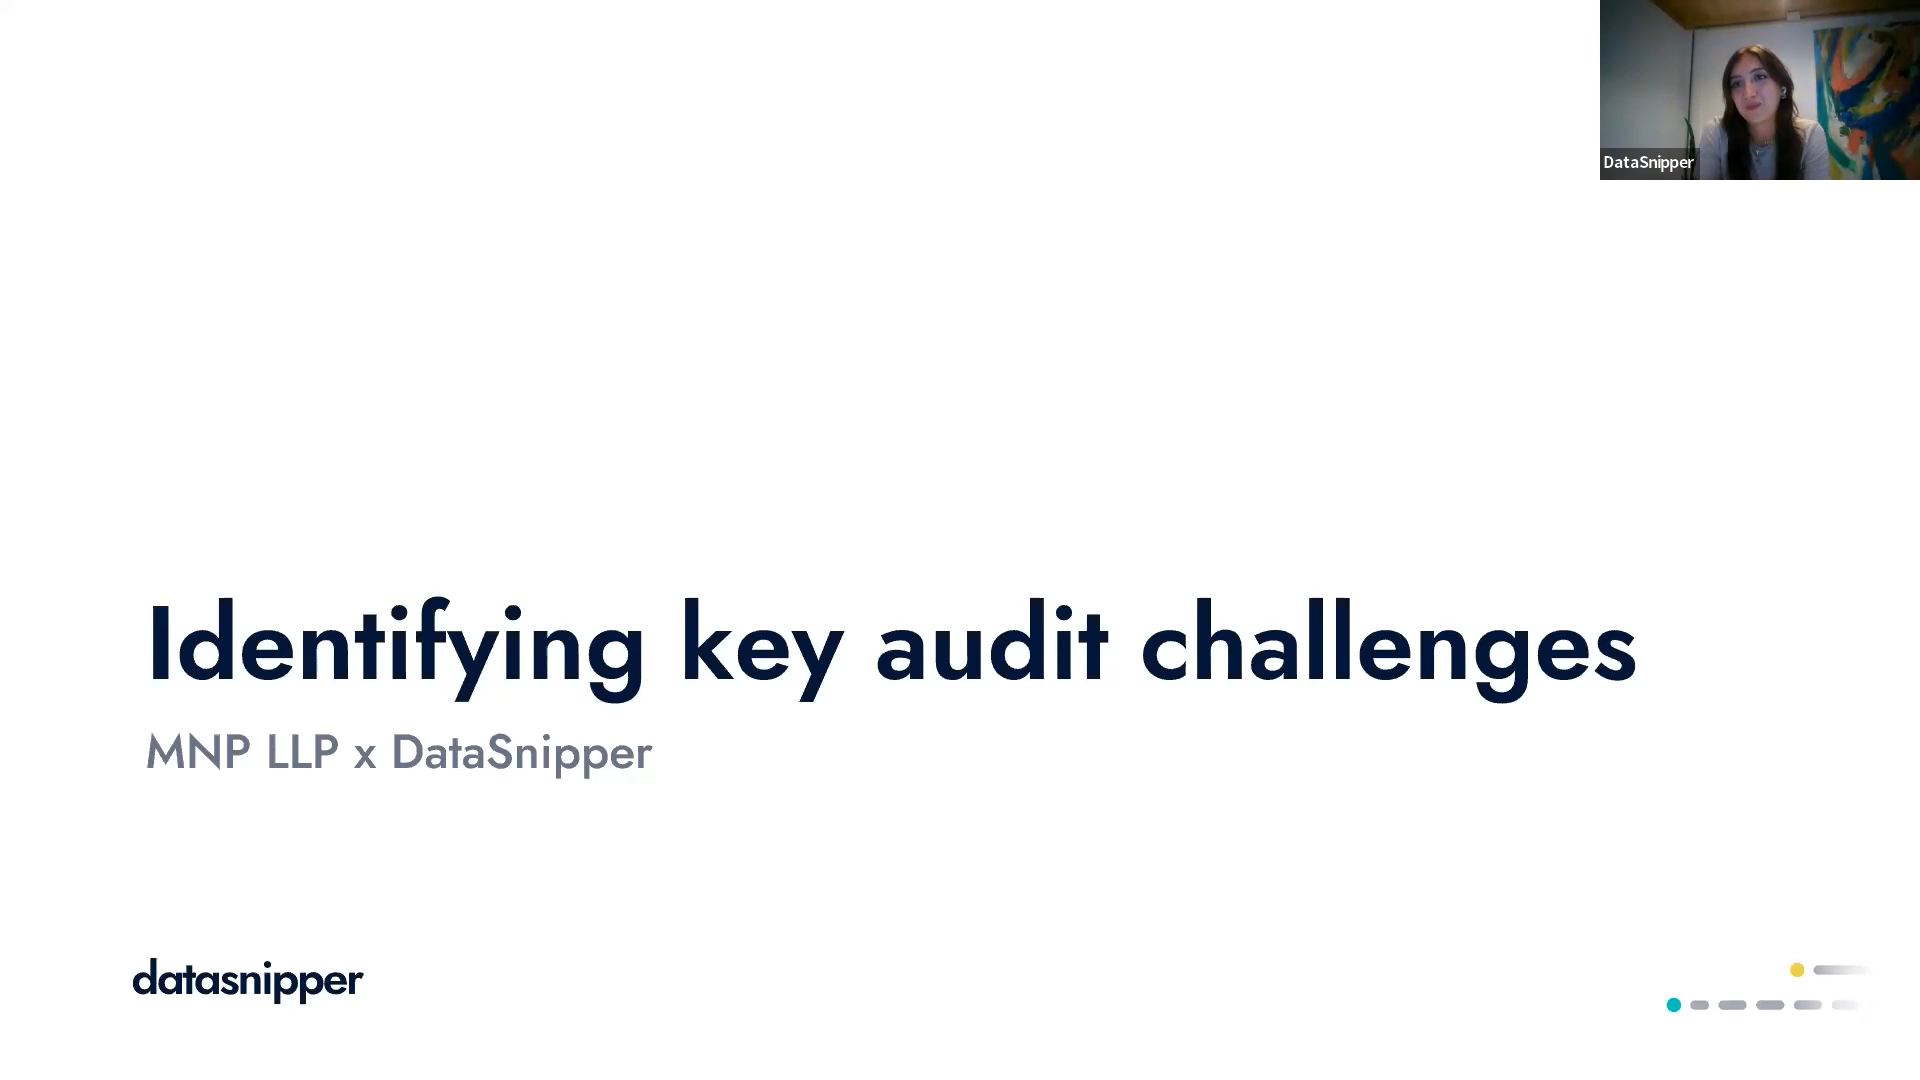 DataSnipper
Identifying key audit challenges
MNP LLP x DataSnipper
datasnipper